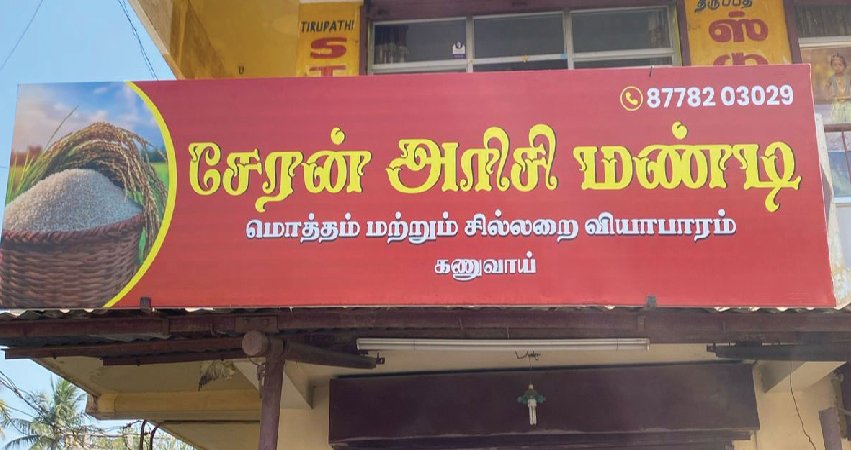 TIRUPATHI
87782 03029
சேரன் அரிசி மண்டி
மொத்தம் மற்றும் சில்லறை வியாபாரம்
கணுவாய்